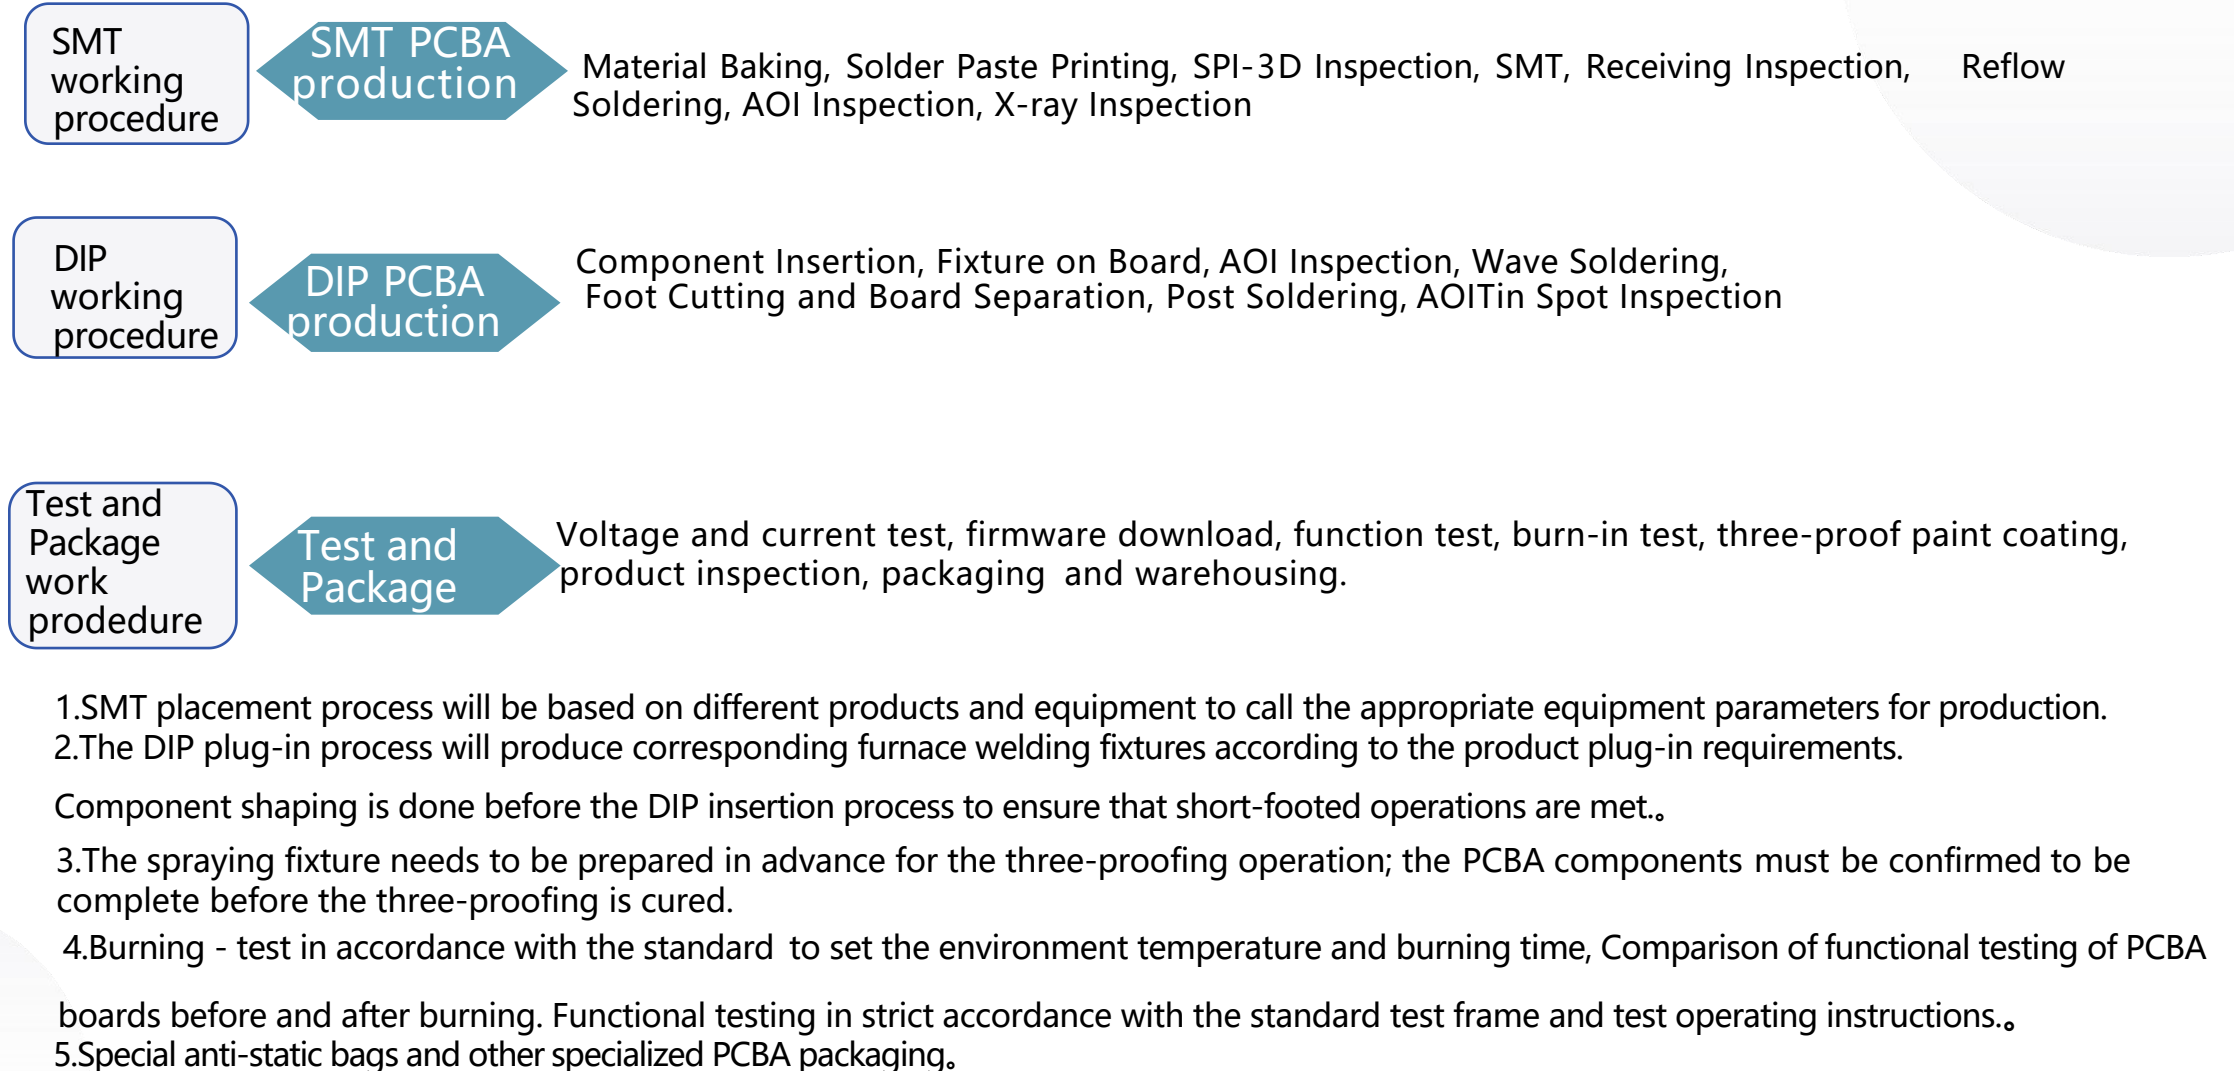 SMT
working
procedure
SMT PCBA
production
Material Baking, Solder Paste Printing, SPI-3D Inspection, SMT, Receiving Inspection, Reflow
Soldering, AOI Inspection, X-ray Inspection
DIP
working
procedure
DIP PCBA
production
Component Insertion, Fixture on Board, AOI Inspection, Wave Soldering,
Foot Cutting and Board Separation, Post Soldering, AOITin Spot Inspection
Test and
Package
work
prodedure
Test and
Package
Voltage and current test, firmware download, function test, burn-in test, three-proof paint coating,
product inspection, packaging and warehousing.
1.SMT placement process will be based on different products and equipment to call the appropriate equipment parameters for production.
2.The DIP plug-in process will produce corresponding furnace welding fixtures according to the product plug-in requirements.
Component shaping is done before the DIP insertion process to ensure that short-footed operations are met.。
3.The spraying fixture needs to be prepared in advance for the three-proofing operation; the PCBA components must be confirmed to be
complete before the three-proofing is cured.
4.Burning - test in accordance with the standard to set the environment temperature and burning time, Comparison of functional testing of PCBA
boards before and after burning. Functional testing in strict accordance with the standard test frame and test operating instructions.。
5.Special anti-static bags and other specialized PCBA packaging。